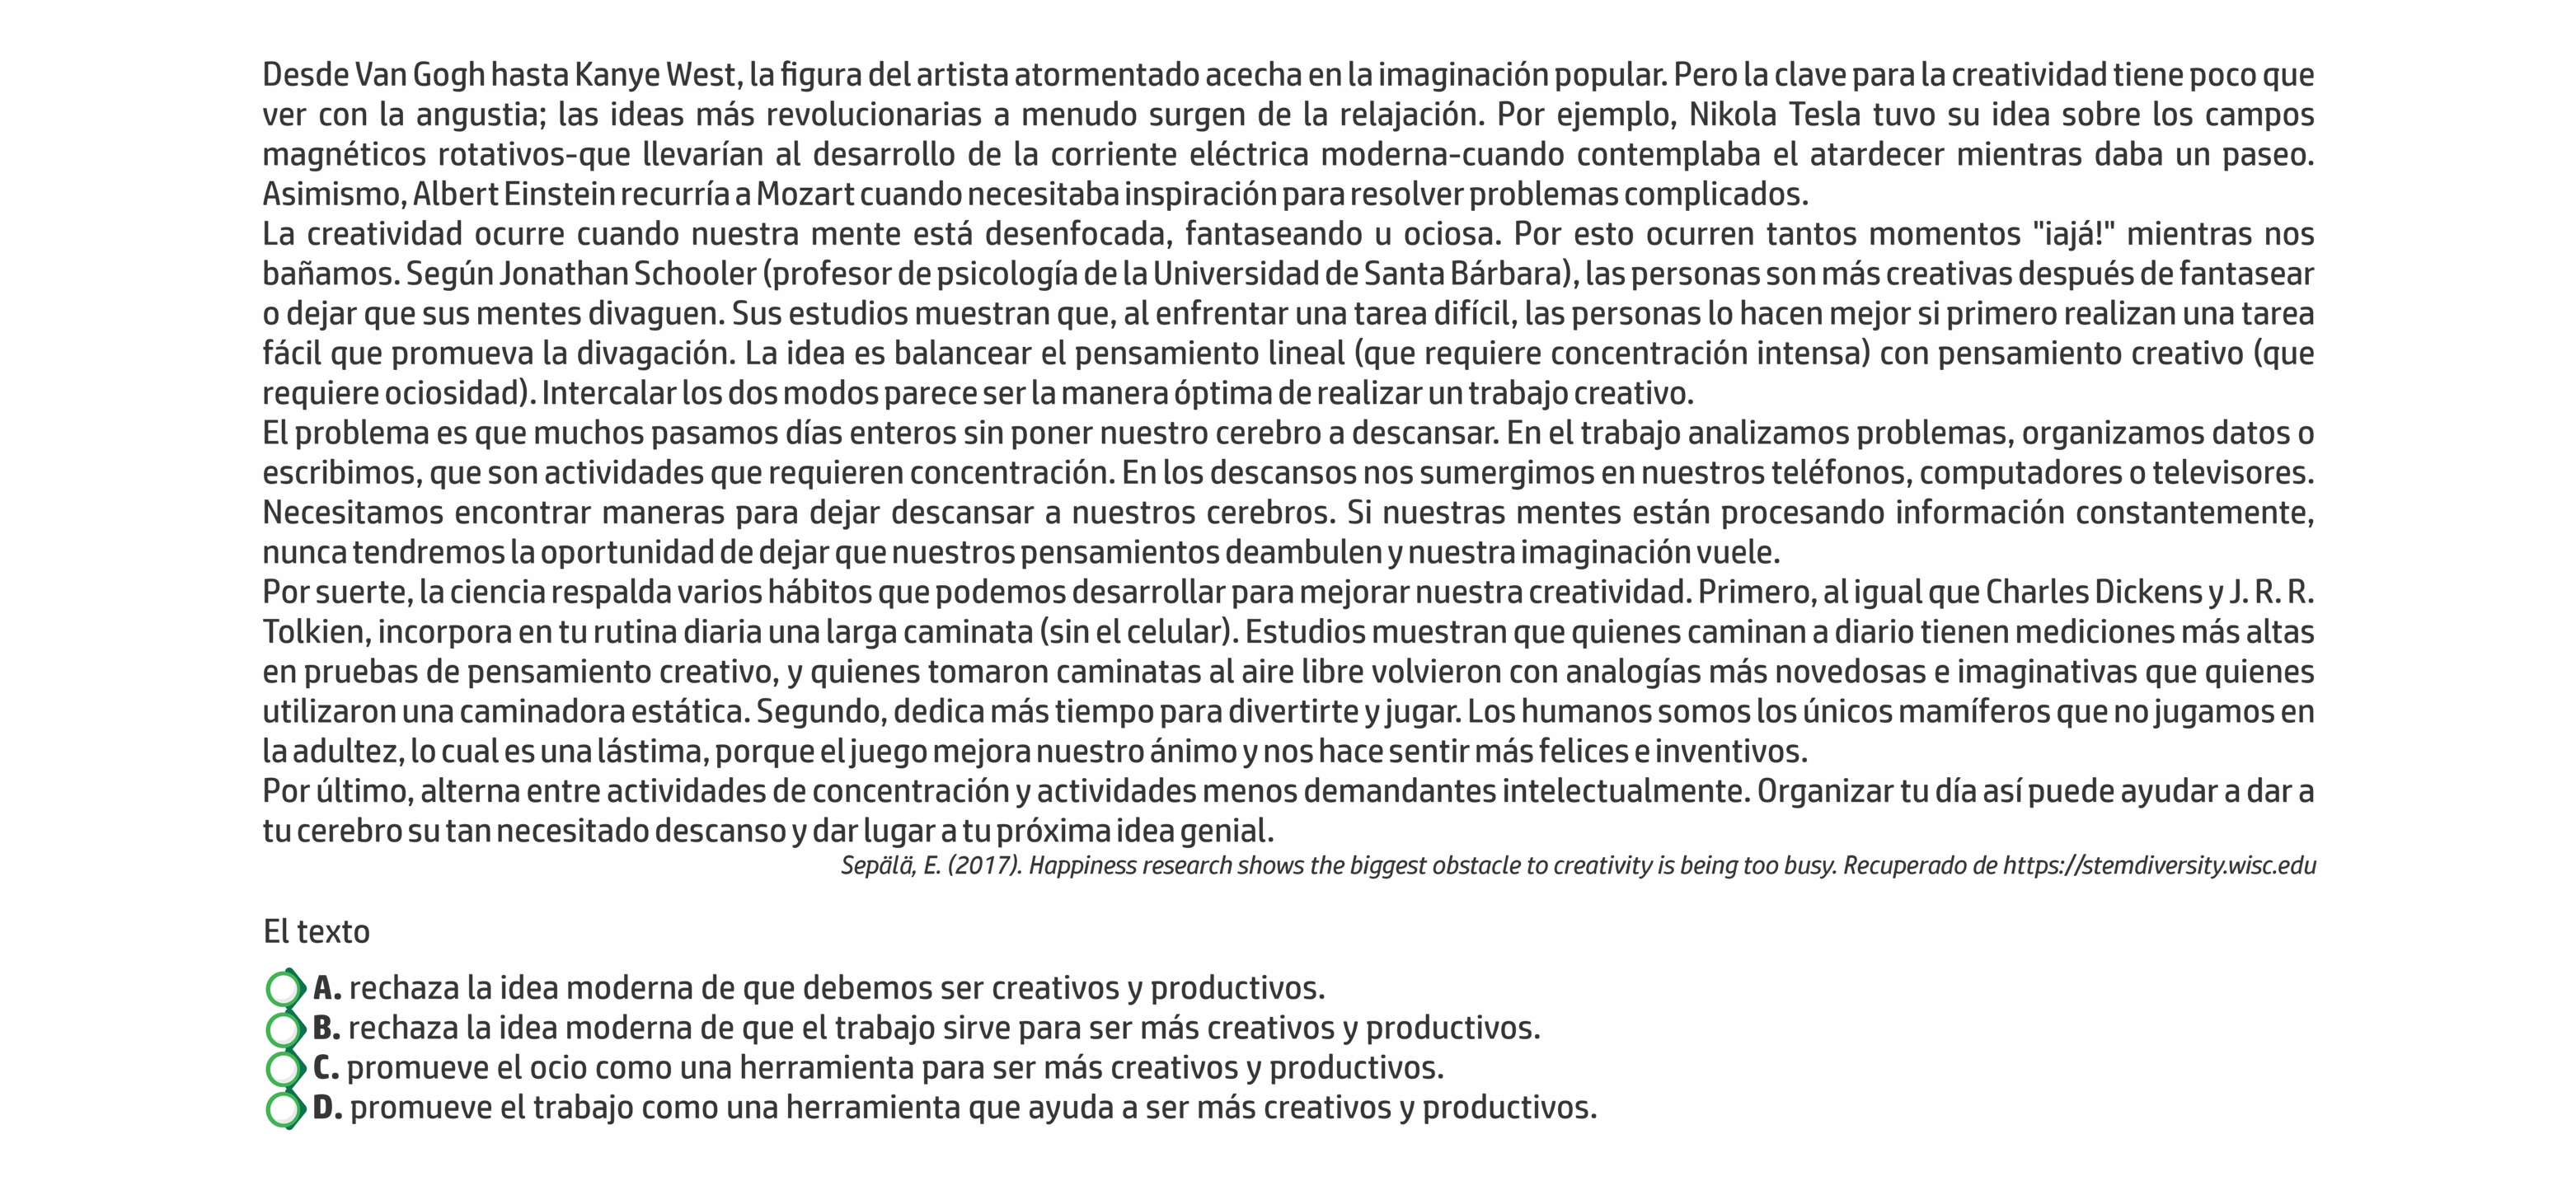 Desde Van Gogh hasta Kanye West, la figura del artista atormentado acecha en la imaginación popular. Pero la clave para la creatividad tiene poco que
ver con la angustia; las ideas más revolucionarias a menudo surgen de la relajación. Por ejemplo, Nikola Tesla tuvo su idea sobre los campos
magnéticos rotativos-que llevarían al desarrollo de la corriente eléctrica moderna-cuando contemplaba el atardecer mientras daba un paseo.
Asimismo, Albert Einstein recurría a Mozart cuando necesitaba inspiración para resolver problemas complicados.
La creatividad ocurre cuando nuestra mente está desenfocada, fantaseando u ociosa. Por esto ocurren tantos momentos "iajá!" mientras nos
bañamos. Según Jonathan Schooler (profesor de psicología de la Universidad de Santa Bárbara), las personas son más creativas después de fantasear
o dejar que sus mentes divaguen. Sus estudios muestran que, al enfrentar una tarea difícil, las personas lo hacen mejor si primero realizan una tarea
fácil que promueva la divagación. La idea es balancear el pensamiento lineal (que requiere concentración intensa) con pensamiento creativo (que
requiere ociosidad). Intercalar los dos modos parece ser la manera óptima de realizar un trabajo creativo.
El problema es que muchos pasamos días enteros sin poner nuestro cerebro a descansar. En el trabajo analizamos problemas, organizamos datos o
escribimos, que son actividades que requieren concentración. En los descansos nos sumergimos en nuestros teléfonos, computadores o televisores.
Necesitamos encontrar maneras para dejar descansar a nuestros cerebros. Si nuestras mentes están procesando información constantemente,
nunca tendremos la oportunidad de dejar que nuestros pensamientos deambulen y nuestra imaginación vuele.
Por suerte, la ciencia respalda varios hábitos que podemos desarrollar para mejorar nuestra creatividad. Primero, al igual que Charles Dickens y J. R. R.
Tolkien, incorpora en tu rutina diaria una larga caminata (sin el celular). Estudios muestran que quienes caminan a diario tienen mediciones más altas
en pruebas de pensamiento creativo, y quienes tomaron caminatas al aire libre volvieron con analogías más novedosas e imaginativas que quienes
utilizaron una caminadora estática. Segundo, dedica más tiempo para divertirte y jugar. Los humanos somos los únicos mamíferos que no jugamos en
la adultez, lo cual es una lástima, porque el juego mejora nuestro ánimo y nos hace sentir más felices e inventivos.
Por último, alterna entre actividades de concentración y actividades menos demandantes intelectualmente. Organizar tu día así puede ayudar a dar a
tu cerebro su tan necesitado descanso y dar lugar a tu próxima idea genial.
Sepälä, E. (2017). Happiness research shows the biggest obstacle to creativity is being too busy. Recuperado de https://stemdiversity.wisc.edu
El texto
A. rechaza la idea moderna de que debemos ser creativos y productivos.
B. rechaza la idea moderna de que el trabajo sirve para ser más creativos y productivos.
C. promueve el ocio como una herramienta para ser más creativos y productivos.
D. promueve el trabajo como una herramienta que ayuda a ser más creativos y productivos.